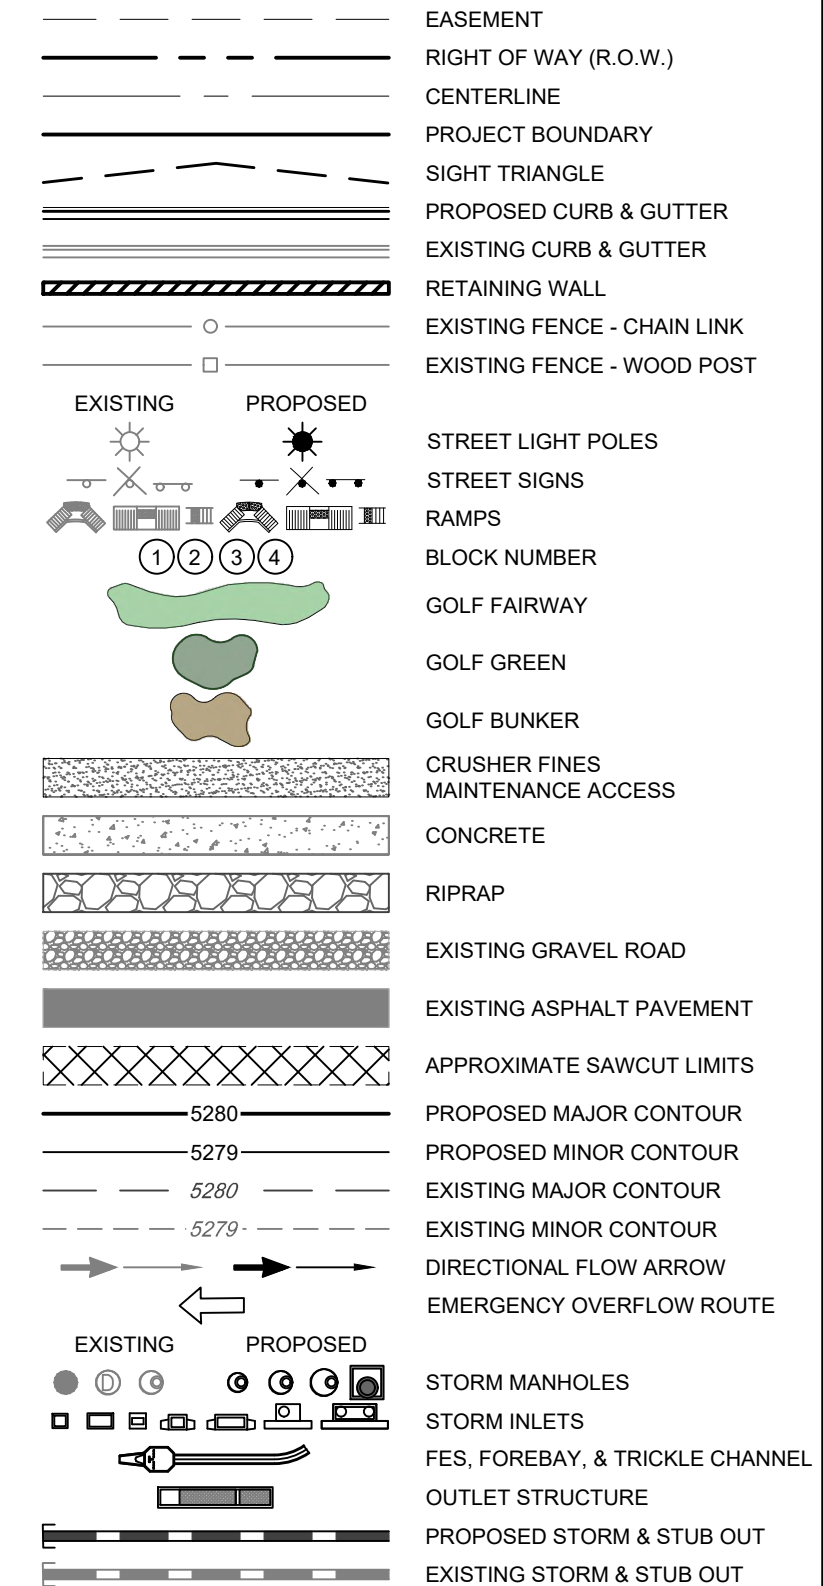 EASEMENT
RIGHT OF WAY (R.O.W.)
CENTERLINE
PROJECT BOUNDARY
SIGHT TRIANGLE
PROPOSED CURB & GUTTER
EXISTING CURB & GUTTER
RETAINING WALL
EXISTING FENCE - CHAIN LINK
EXISTING FENCE - WOOD POST
EXISTING PROPOSED
STREET LIGHT POLES
STREET SIGNS
RAMPS
1 2 3 4 BLOCK NUMBER
GOLF FAIRWAY
GOLF GREEN
GOLF BUNKER
CRUSHER FINES
MAINTENANCE ACCESS
CONCRETE
RIPRAP
EXISTING GRAVEL ROAD
EXISTING ASPHALT PAVEMENT
APPROXIMATE SAWCUT LIMITS
5280 PROPOSED MAJOR CONTOUR
5279 PROPOSED MINOR CONTOUR
5280 EXISTING MAJOR CONTOUR
5279 EXISTING MINOR CONTOUR
DIRECTIONAL FLOW ARROW
EMERGENCY OVERFLOW ROUTE
EXISTING PROPOSED
D STORM MANHOLES
STORM INLETS
FES, FOREBAY, & TRICKLE CHANNEL
OUTLET STRUCTURE
PROPOSED STORM & STUB OUT
EXISTING STORM & STUB OUT